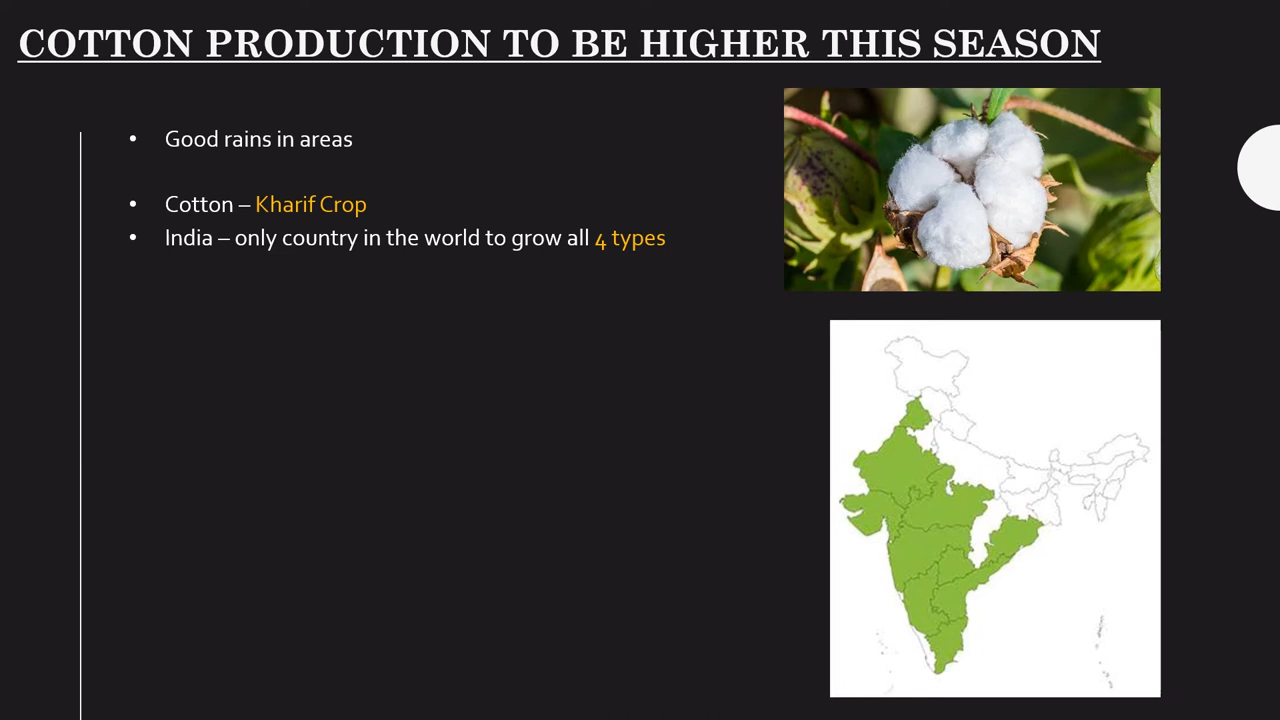 COTTON PRODUCTION TO BE HIGHER THIS SEASON
• Good rains in areas
• Cotton – Kharif Crop
• India – only country in the world to grow all 4 types